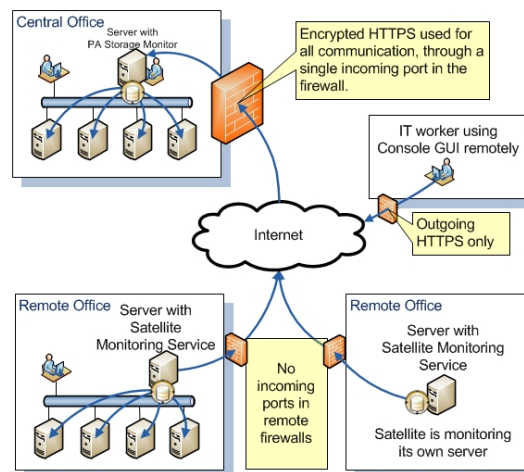 Central Office
Server with
PA Storage Monitor
Encrypted HTTPS used for
all communication, through a
single incoming port in the
firewall.
IT worker using
Console GUI remotely
Outgoing
HTTPS only
Internet
Remote Office
Server with
Satellite
Monitoring Service
No
incoming
ports in
remote
firewalls
Remote Office
Server with
Satellite Monitoring
Service
Satellite is monitoring
its own server